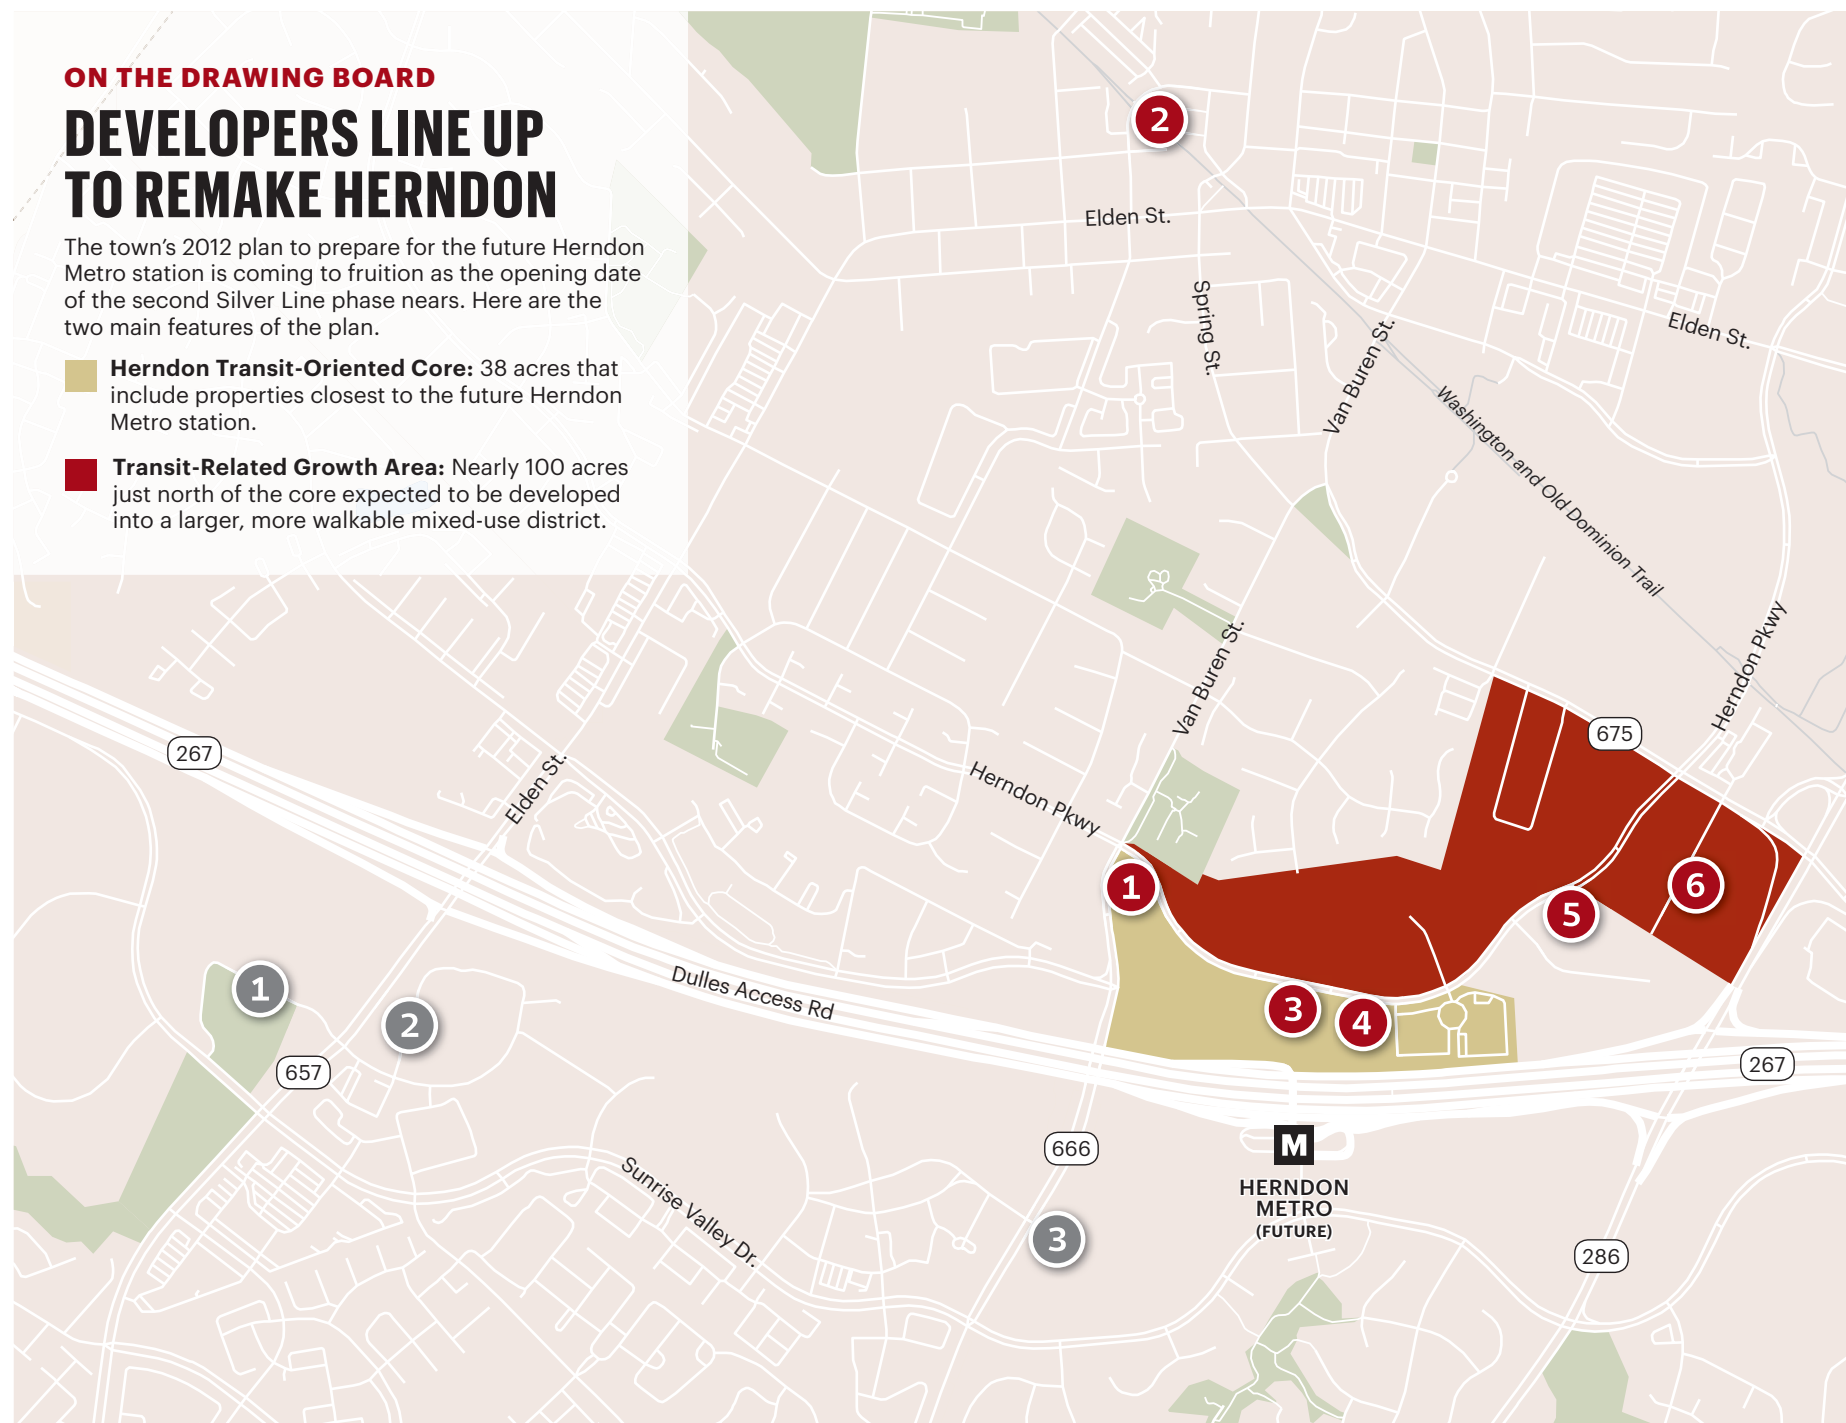 ON THE DRAWING BOARD
DEVELOPERS LINE UP
TO REMAKE HERNDON
The town's 2012 plan to prepare for the future Herndon
Metro station is coming to fruition as the opening date
of the second Silver Line phase nears. Here are the
two main features of the plan.
Herndon Transit-Oriented Core: 38 acres that
include properties closest to the future Herndon
Metro station.
Transit-Related Growth Area: Nearly 100 acres
just north of the core expected to be developed
into a larger, more walkable mixed-use district.
2
Elden St.
Spring St.
Van Buren St.
Elden St.
Washington and Old Dominion Trail
Herndon Pkwy
Van Buren St.
675
267
Elden St.
Herndon Pkwy
1
6
5
1
2
Dulles Access Rd
3
4
657
267
666
M
HERNDON
METRO
(FUTURE)
Sunrise Valley Dr.
3
286